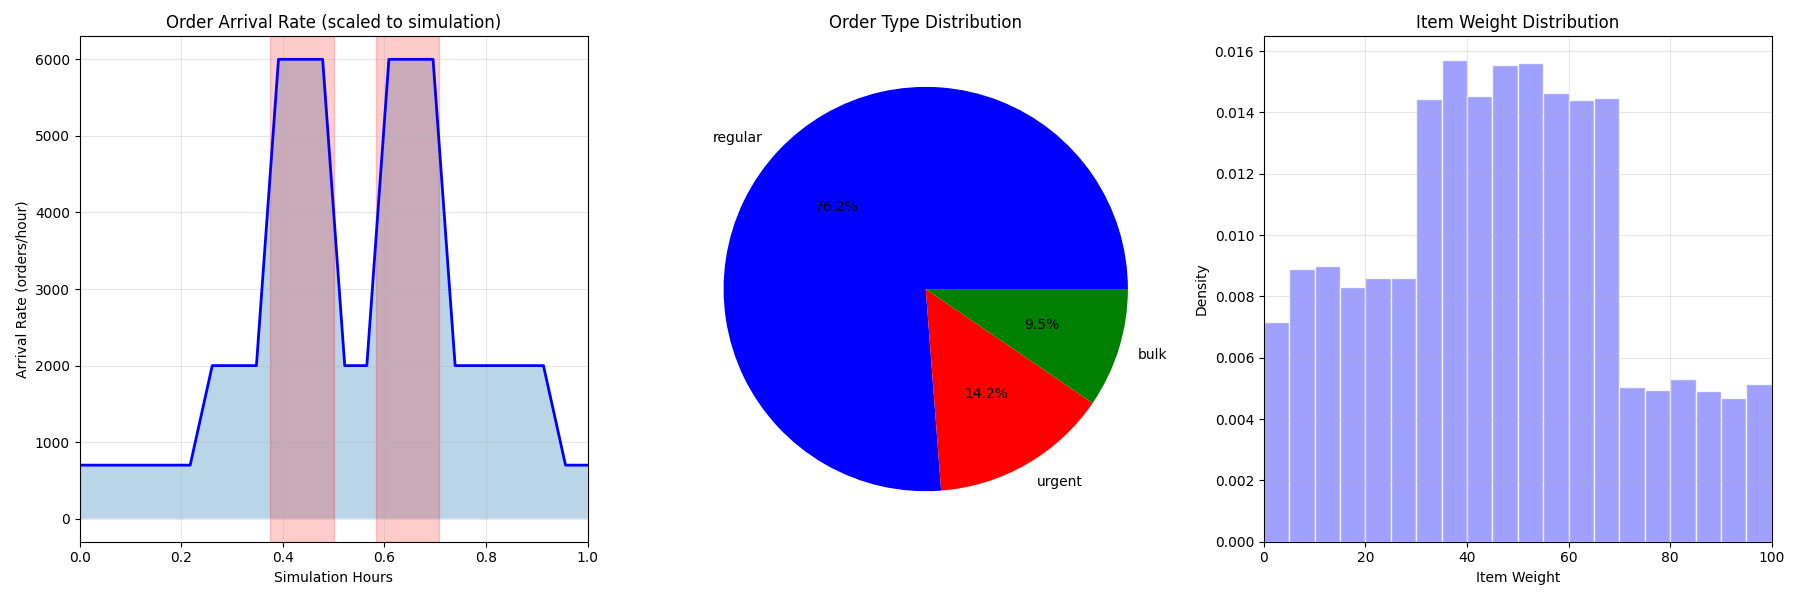 Order Arrival Rate (scaled to simulation)
Arrival Rate (orders/hour)
6000
5000
4000
3000
2000
1000
0
0.0 0.2 0.4 0.6 0.8 1.0
Simulation Hours
Order Type Distribution
regular
76.2%
9.5%
bulk
14.2%
urgent
Item Weight Distribution
Density
0.016
0.014
0.012
0.010
0.008
0.006
0.004
0.002
0.000
0 20 40 60 80 100
Item Weight